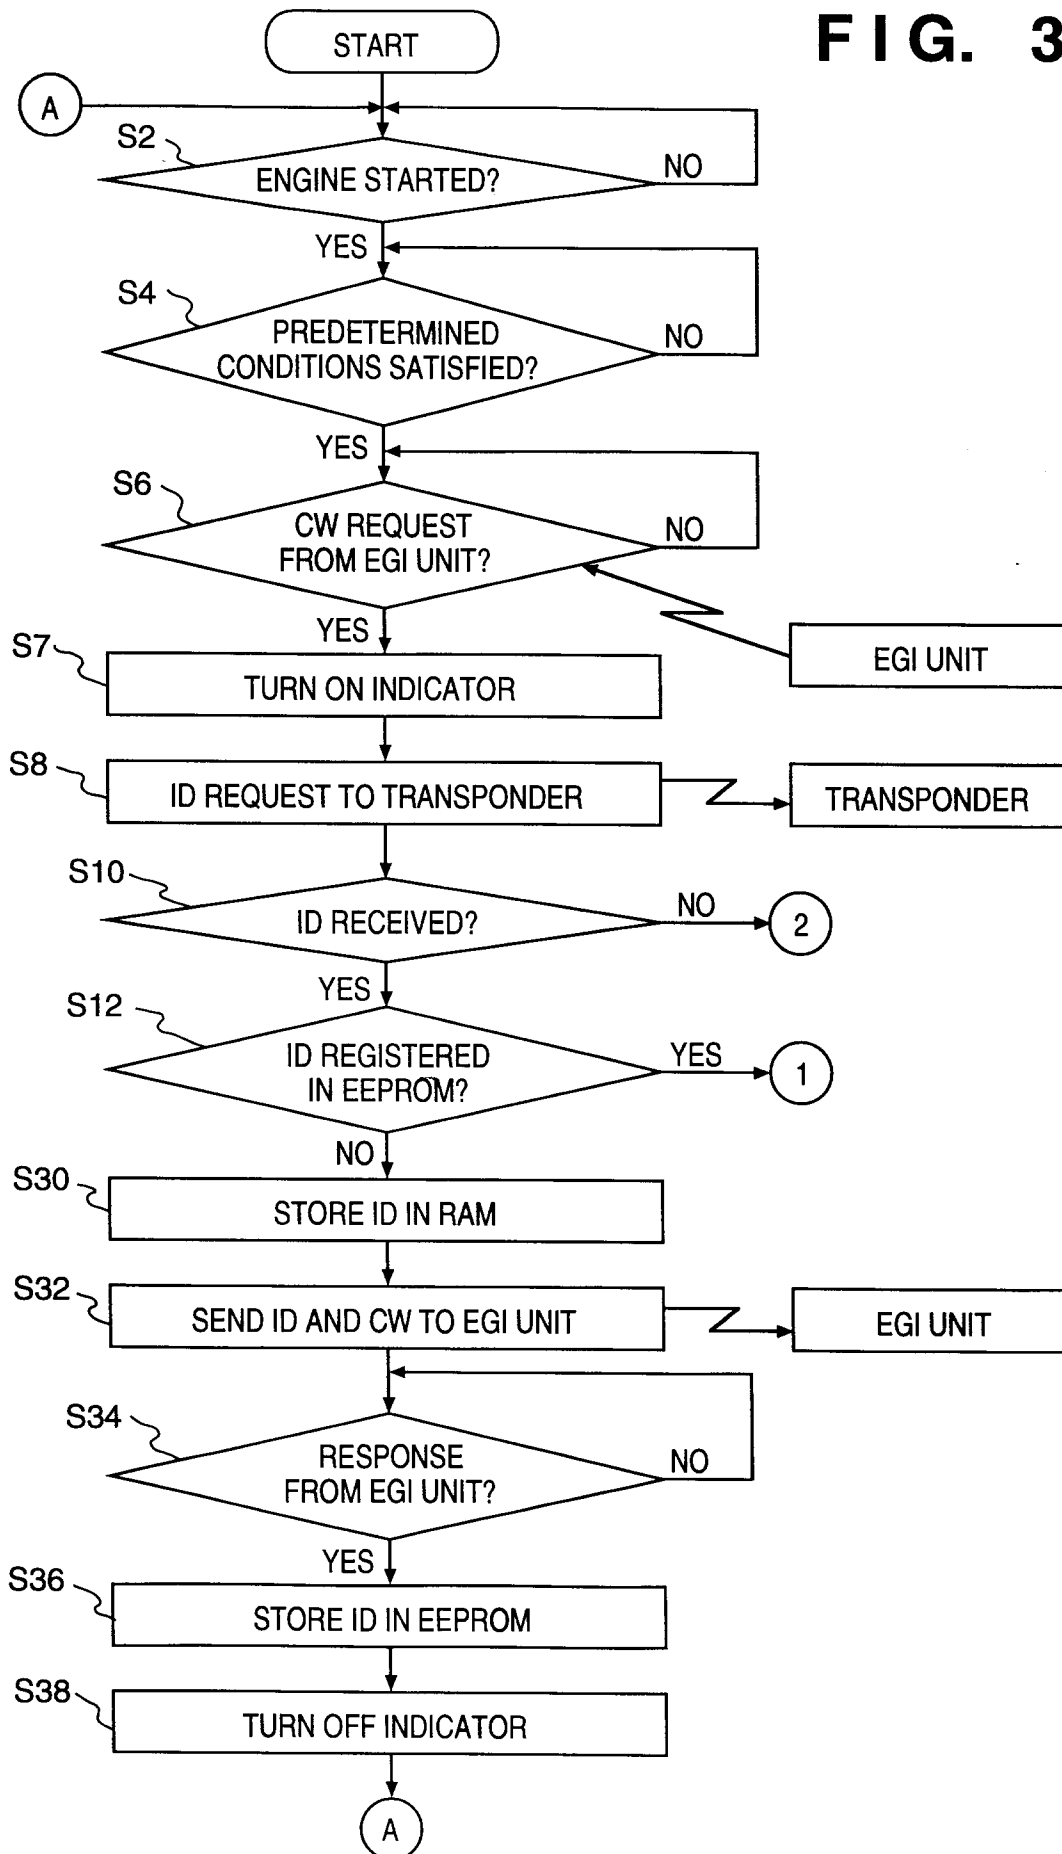 FIG. 3
START
A
S2
ENGINE STARTED?
NO
YES
S4
PREDETERMINED
CONDITIONS SATISFIED?
NO
YES
S6
CW REQUEST
FROM EGI UNIT?
NO
YES
EGI UNIT
S7
TURN ON INDICATOR
S8
ID REQUEST TO TRANSPONDER
TRANSPONDER
S10
ID RECEIVED?
NO
2
YES
S12
ID REGISTERED
IN EEPROM?
YES
1
NO
S30
STORE ID IN RAM
S32
SEND ID AND CW TO EGI UNIT
EGI UNIT
S34
RESPONSE
FROM EGI UNIT?
NO
YES
S36
STORE ID IN EEPROM
S38
TURN OFF INDICATOR
A